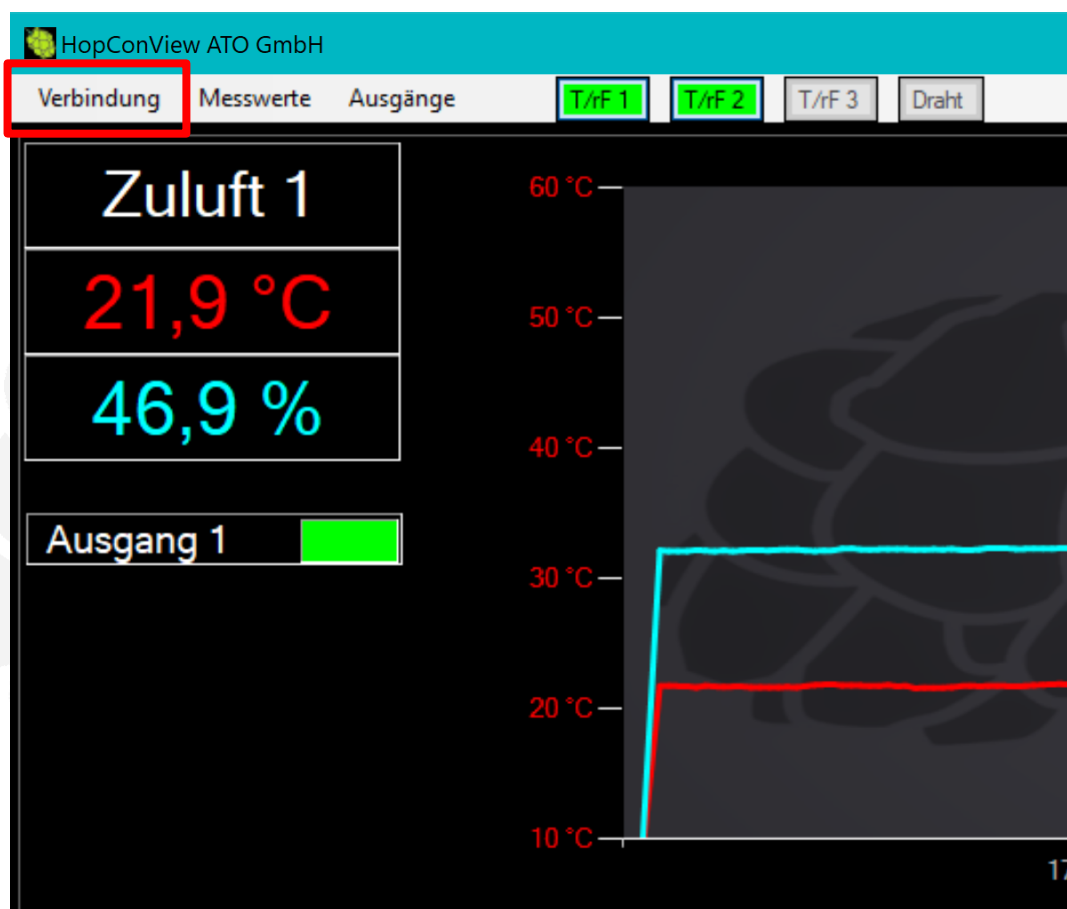 HopConView ATO GmbH
Verbindung Messwerte Ausgänge T/rF 1 T/rF 2 T/rF 3 Draht
Zuluft 1
21,9 °C
46,9 %
Ausgang 1
60 °C
50 °C
40 °C
30 °C
20 °C
10 °C